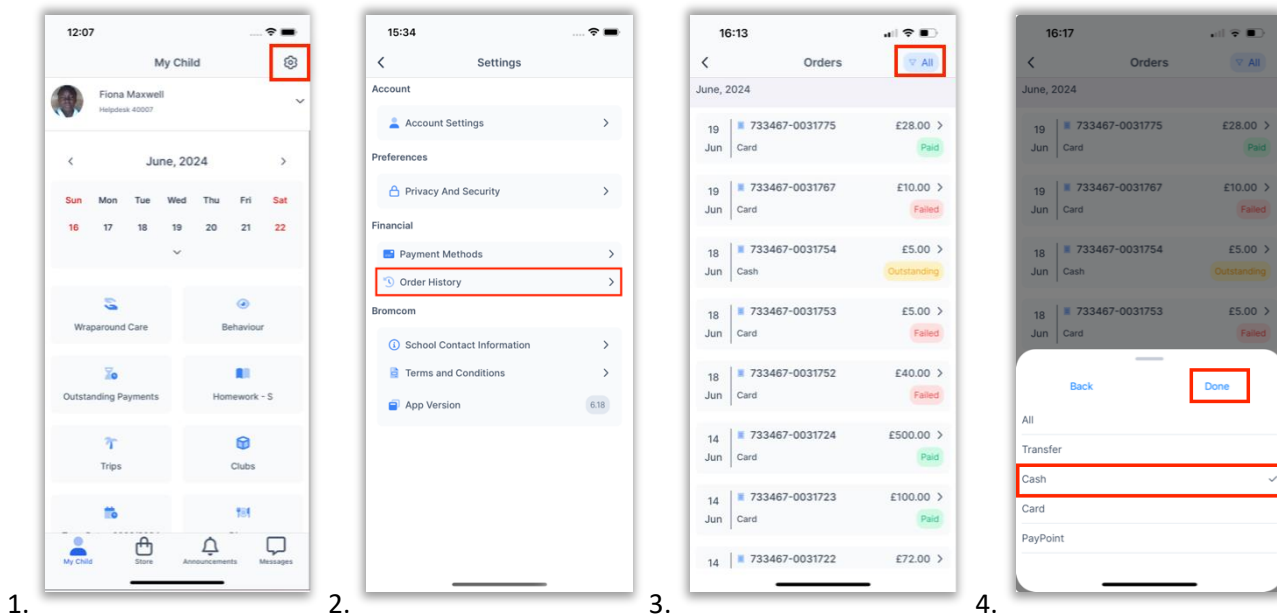 12:07
My Child
Fiona Maxwell
Helpdesk 40007
June, 2024
Sun Mon Tue Wed Thu Fri Sat
16 17 18 19 20 21 22
Wraparound Care Behaviour
Outstanding Payments Homework - S
Trips Clubs
My Child Store Announcements Messages
1.
15:34
Settings
Account
Account Settings
Preferences
Privacy And Security
Financial
Payment Methods
Order History
Bromcom
School Contact Information
Terms and Conditions
App Version 6.18
2.
16:13
Orders All
June, 2024
19 733467-0031775 £28.00
Jun Card Paid
19 733467-0031767 £10.00
Jun Card Failed
18 733467-0031754 £5.00
Jun Cash Outstanding
18 733467-0031753 £5.00
Jun Card Failed
18 733467-0031752 £40.00
Jun Card Failed
14 733467-0031724 £500.00
Jun Card Paid
14 733467-0031723 £100.00
Jun Card Paid
14 733467-0031722 £72.00
3.
16:17
Orders All
June, 2024
19 733467-0031775 £28.00
Jun Card Paid
19 733467-0031767 £10.00
Jun Card Failed
18 733467-0031754 £5.00
Jun Cash Outstanding
18 733467-0031753 £5.00
Jun Card Failed
Back Done
All
Transfer
Cash
Card
PayPoint
4.